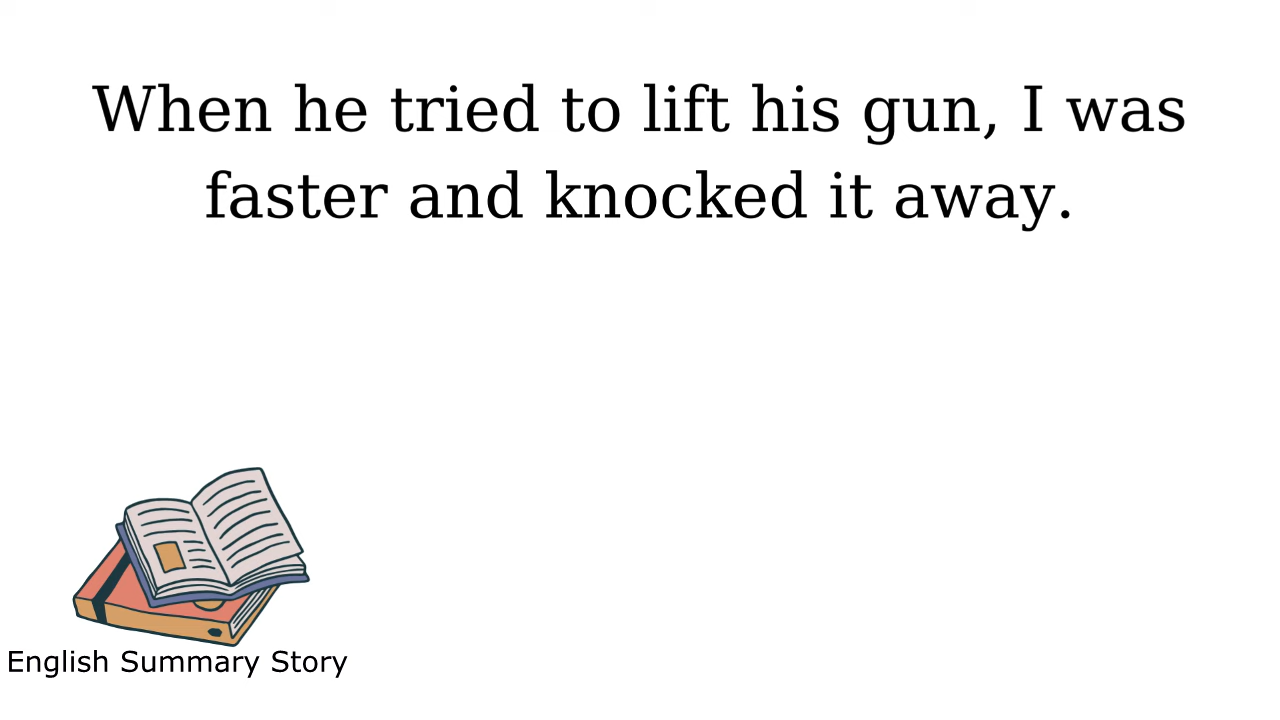 When he tried to lift his gun, I was
faster and knocked it away.
English Summary Story